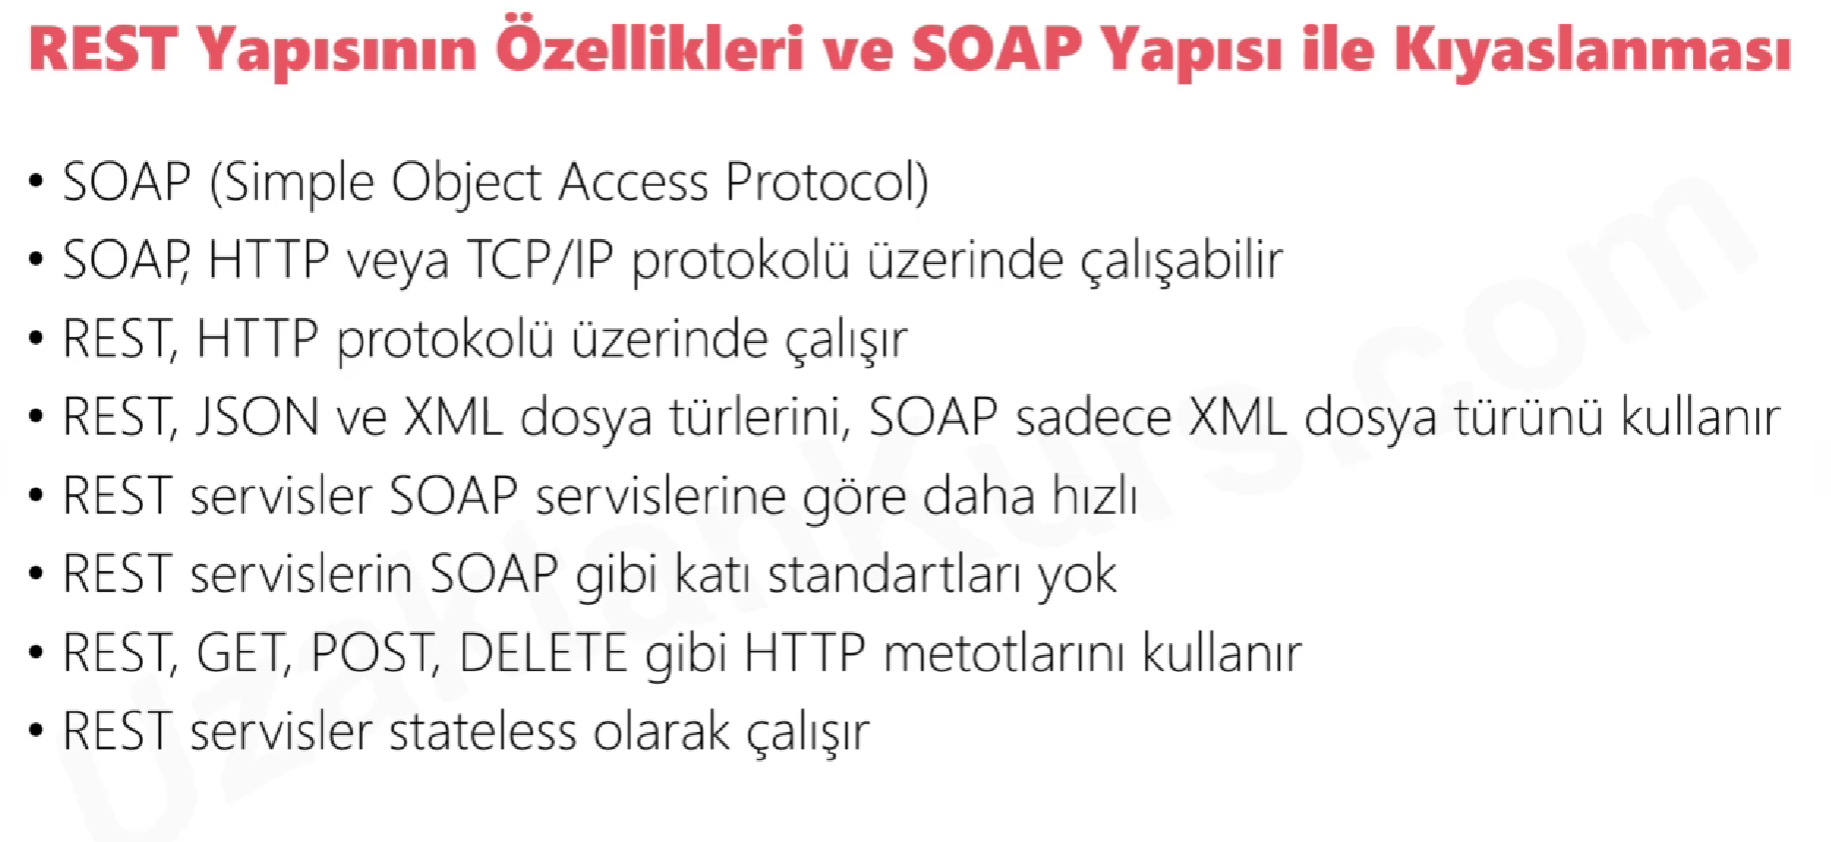 REST Yapısının Özellikleri ve SOAP Yapısı ile Kıyaslanması
• SOAP (Simple Object Access Protocol)
• SOAP, HTTP veya TCP/IP protokolü üzerinde çalışabilir
• REST, HTTP protokolü üzerinde çalışır
• REST, JSON ve XML dosya türlerini, SOAP sadece XML dosya türünü kullanır
• REST servisler SOAP servislerine göre daha hızlı
• REST servislerin SOAP gibi katı standartları yok
• REST, GET, POST, DELETE gibi HTTP metotlarını kullanır
• REST servisler stateless olarak çalışır
UzaktanKurs.com